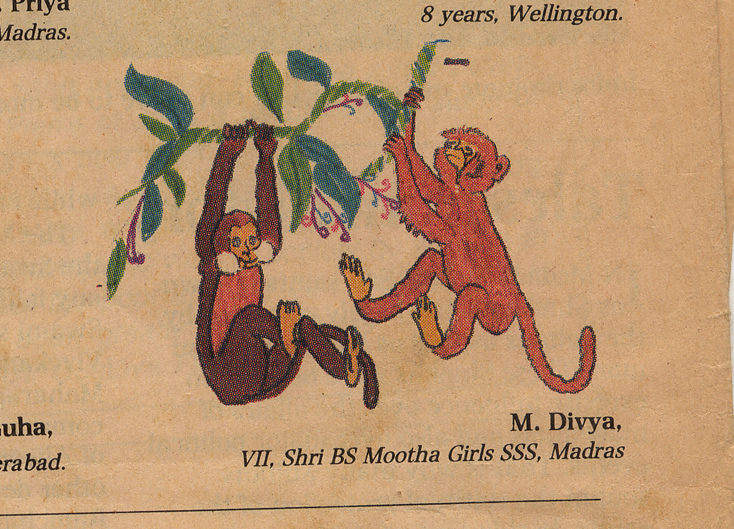 . Priya
Madras.
8 years, Wellington.
uha,
erabad.
M. Divya,
VII, Shri BS Mootha Girls SSS, Madras